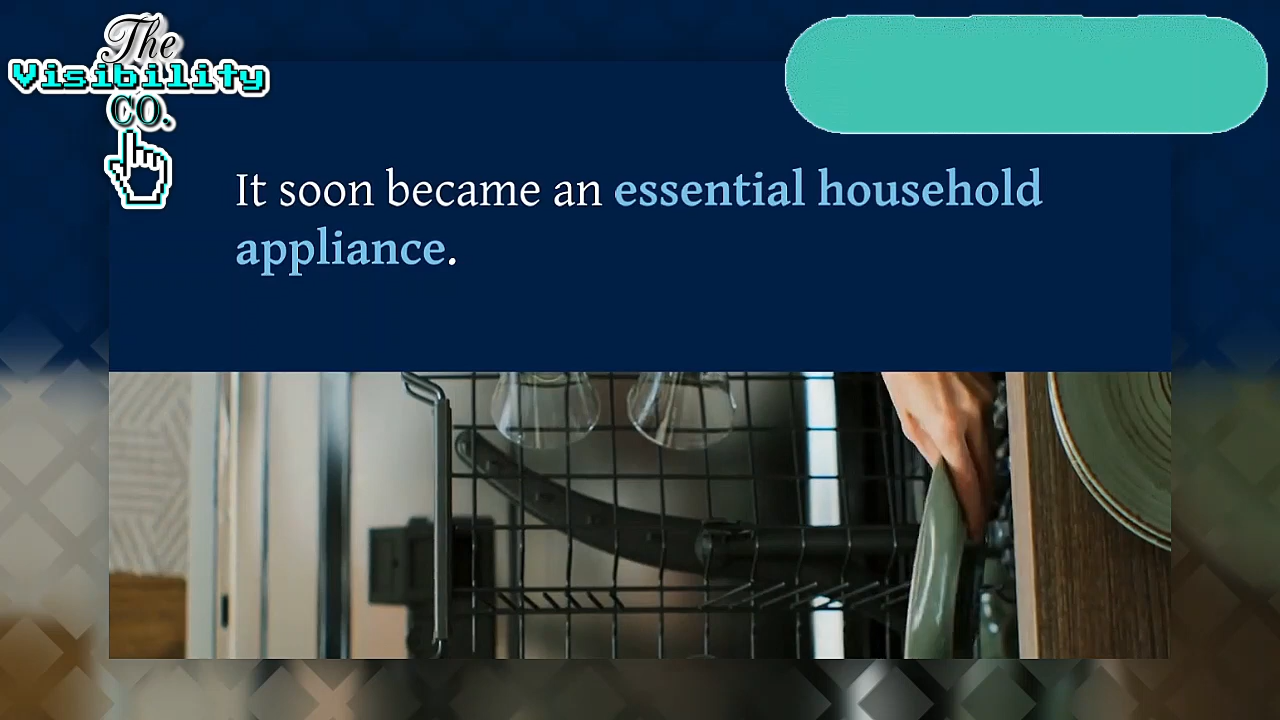 The
Visibility
CO.
It soon became an essential household
appliance.